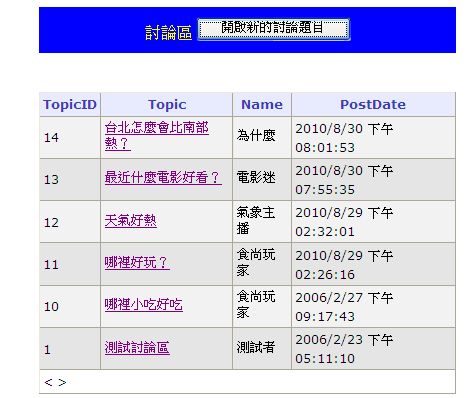 討論區 開啟新的討論題目
TopicID Topic Name PostDate
14 台北怎麼會比南部熱？ 為什麼 2010/8/30 下午 08:01:53
13 最近什麼電影好看？ 電影迷 2010/8/30 下午 07:55:35
12 天氣好熱 氣象主播 2010/8/29 下午 02:32:01
11 哪裡好玩？ 食尚玩家 2010/8/29 下午 02:26:16
10 哪裡小吃好吃 食尚玩家 2006/2/27 下午 09:17:43
1 測試討論區 測試者 2006/2/23 下午 05:11:10
< >